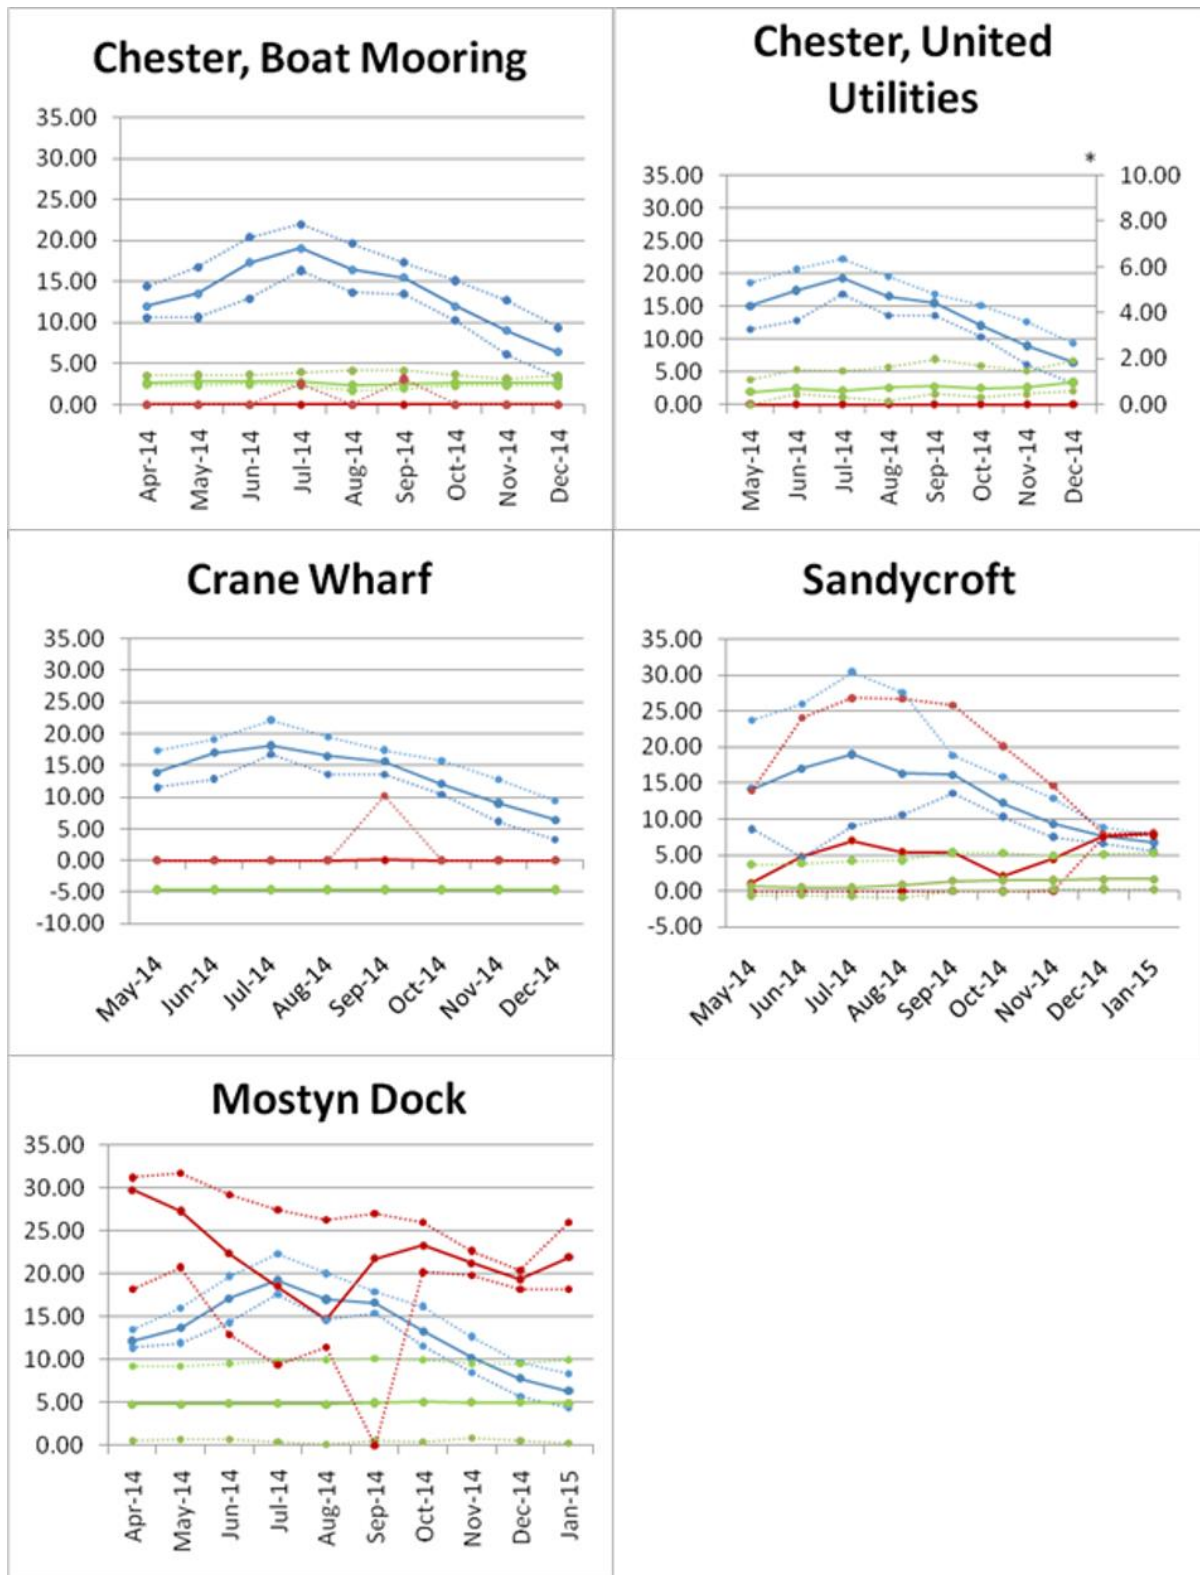 Chester, Boat Mooring
35.00
30.00
25.00
20.00
15.00
10.00
5.00
0.00
Apr-14
May-14
Jun-14
Jul-14
Aug-14
Sep-14
Oct-14
Nov-14
Dec-14
Chester, United
Utilities
*
35.00
30.00
25.00
20.00
15.00
10.00
5.00
0.00
10.00
8.00
6.00
4.00
2.00
0.00
May-14
Jun-14
Jul-14
Aug-14
Sep-14
Oct-14
Nov-14
Dec-14
Crane Wharf
35.00
30.00
25.00
20.00
15.00
10.00
5.00
0.00
-5.00
-10.00
May-14
Jun-14
Jul-14
Aug-14
Sep-14
Oct-14
Nov-14
Dec-14
Sandycroft
35.00
30.00
25.00
20.00
15.00
10.00
5.00
0.00
-5.00
May-14
Jun-14
Jul-14
Aug-14
Sep-14
Oct-14
Nov-14
Dec-14
Jan-15
Mostyn Dock
35.00
30.00
25.00
20.00
15.00
10.00
5.00
0.00
Apr-14
May-14
Jun-14
Jul-14
Aug-14
Sep-14
Oct-14
Nov-14
Dec-14
Jan-15